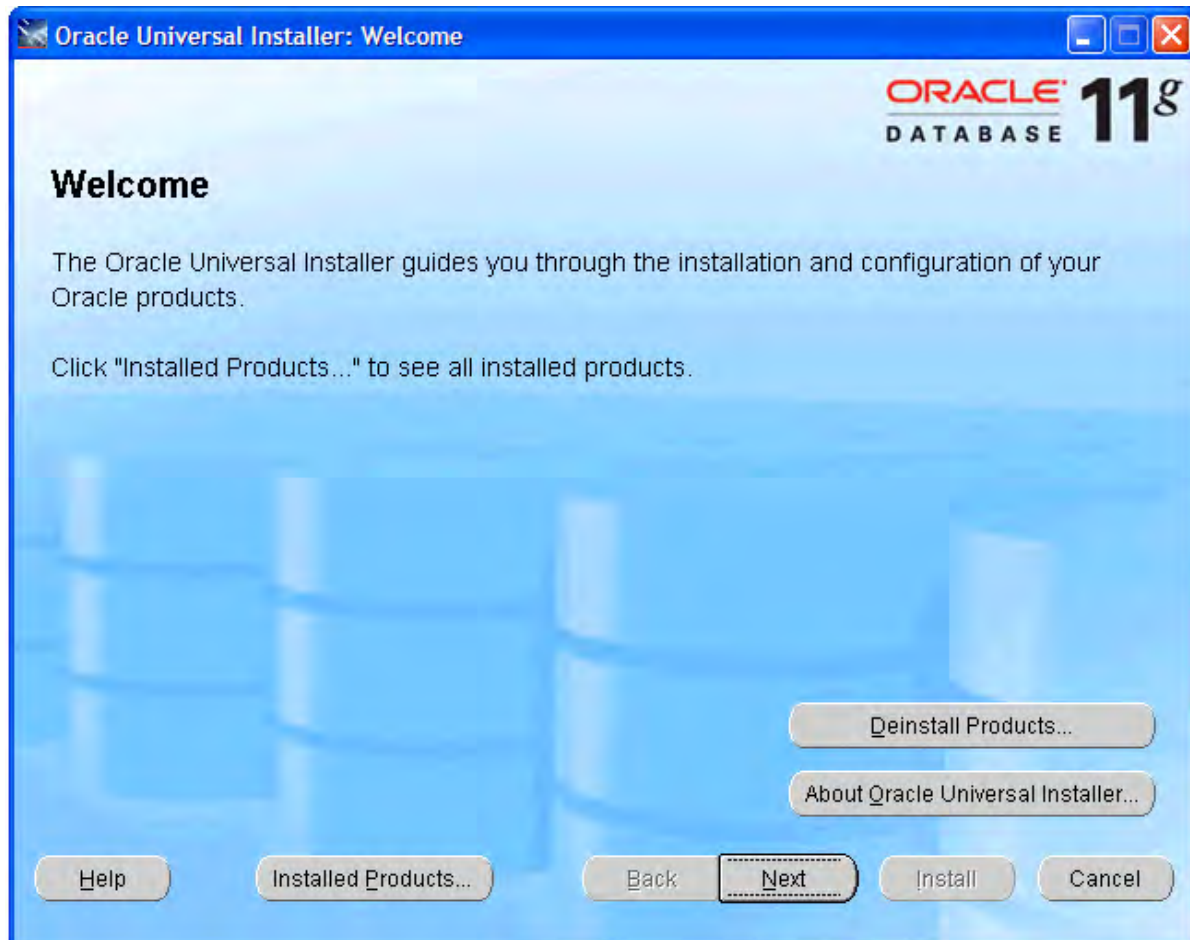 Oracle Universal Installer: Welcome
ORACLE 11g
DATABASE
Welcome
The Oracle Universal Installer guides you through the installation and configuration of your
Oracle products.
Click "Installed Products..." to see all installed products.
Deinstall Products...
About Oracle Universal Installer...
Help Installed Products... Back Next Install Cancel